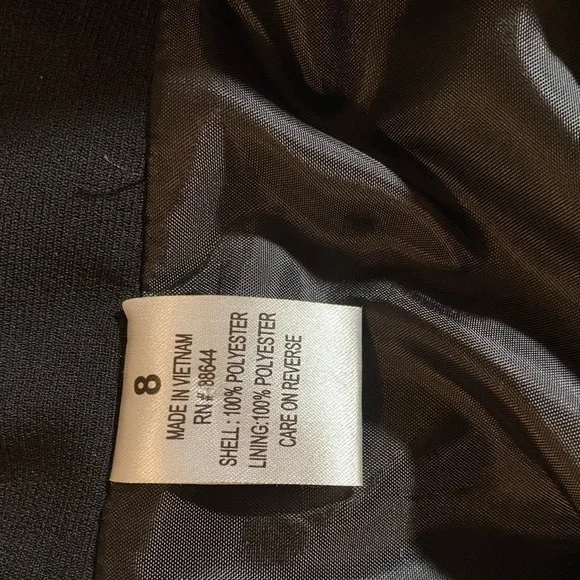 8
MADE IN VIETNAM
RN# 88644
SHELL: 100% POLYESTER
LINING:100% POLYESTER
CARE ON REVERSE